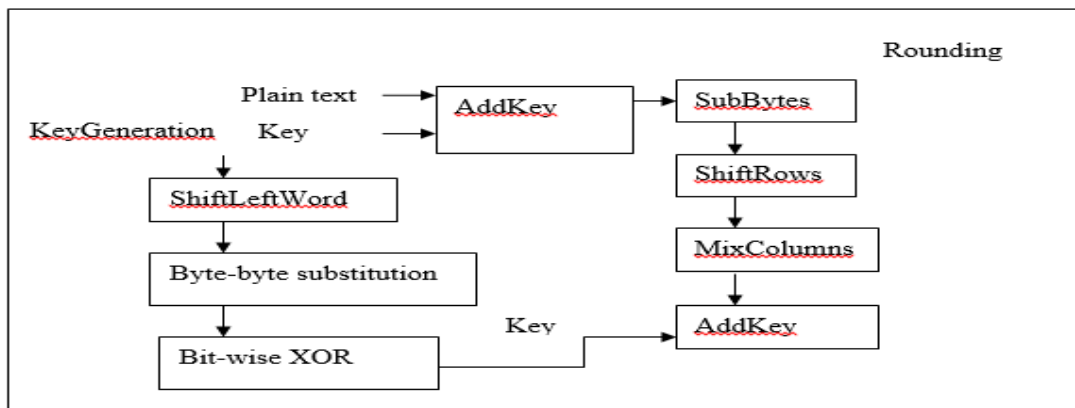 Rounding
Plain text
AddKey
SubBytes
KeyGeneration Key
ShiftLeftWord
ShiftRows
Byte-byte substitution
MixColumns
Key
AddKey
Bit-wise XOR